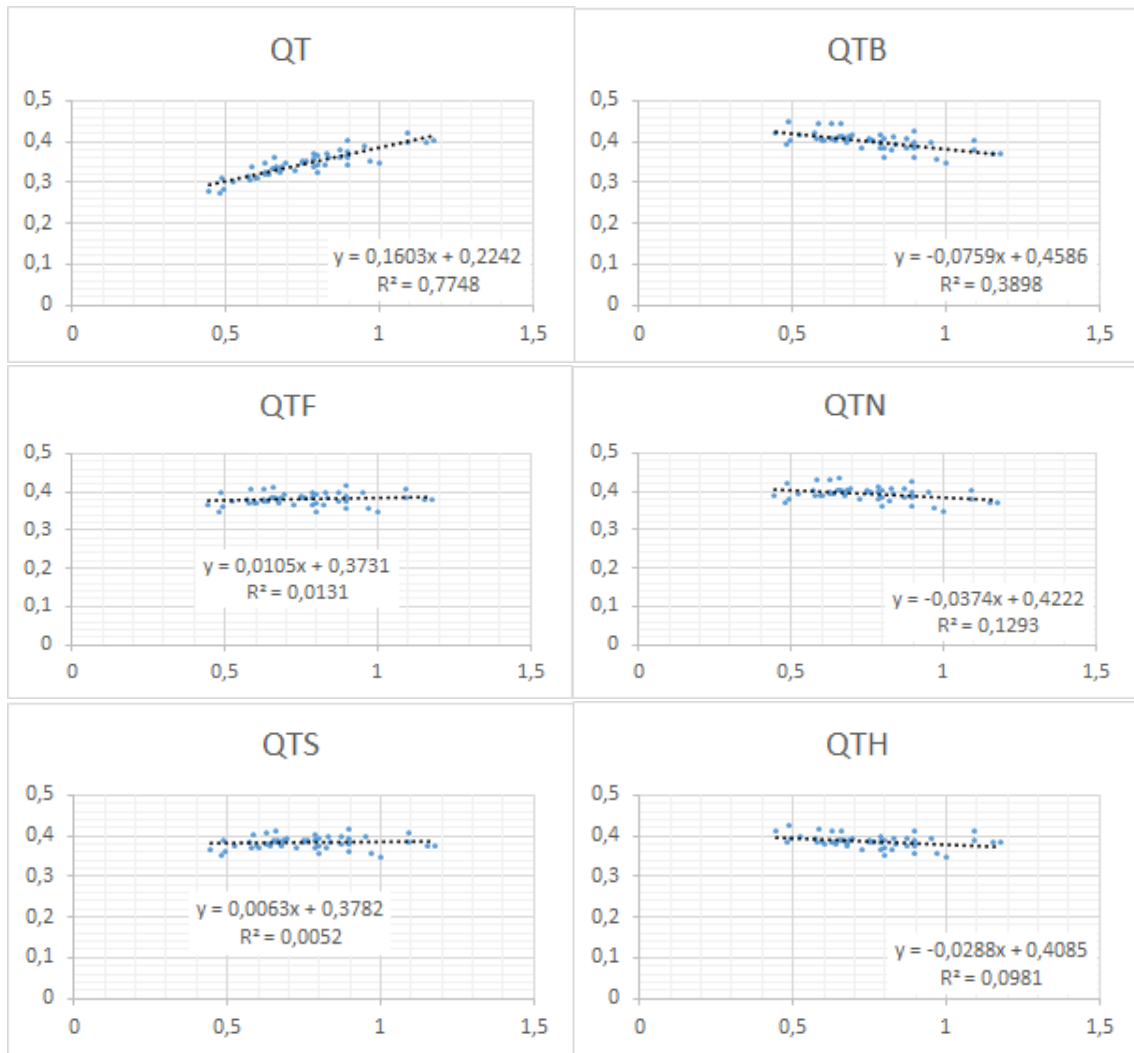 QT
0,5
0,4
0,3
0,2
0,1
0
y = 0,1603x + 0,2242
R² = 0,7748
0 0,5 1 1,5
QTB
0,5
0,4
0,3
0,2
0,1
0
y = -0,0759x + 0,4586
R² = 0,3898
0 0,5 1 1,5
QTF
0,5
0,4
0,3
0,2
0,1
0
y = 0,0105x + 0,3731
R² = 0,0131
0 0,5 1 1,5
QTN
0,5
0,4
0,3
0,2
0,1
0
y = -0,0374x + 0,4222
R² = 0,1293
0 0,5 1 1,5
QTS
0,5
0,4
0,3
0,2
0,1
0
y = 0,0063x + 0,3782
R² = 0,0052
0 0,5 1 1,5
QTH
0,5
0,4
0,3
0,2
0,1
0
y = -0,0288x + 0,4085
R² = 0,0981
0 0,5 1 1,5